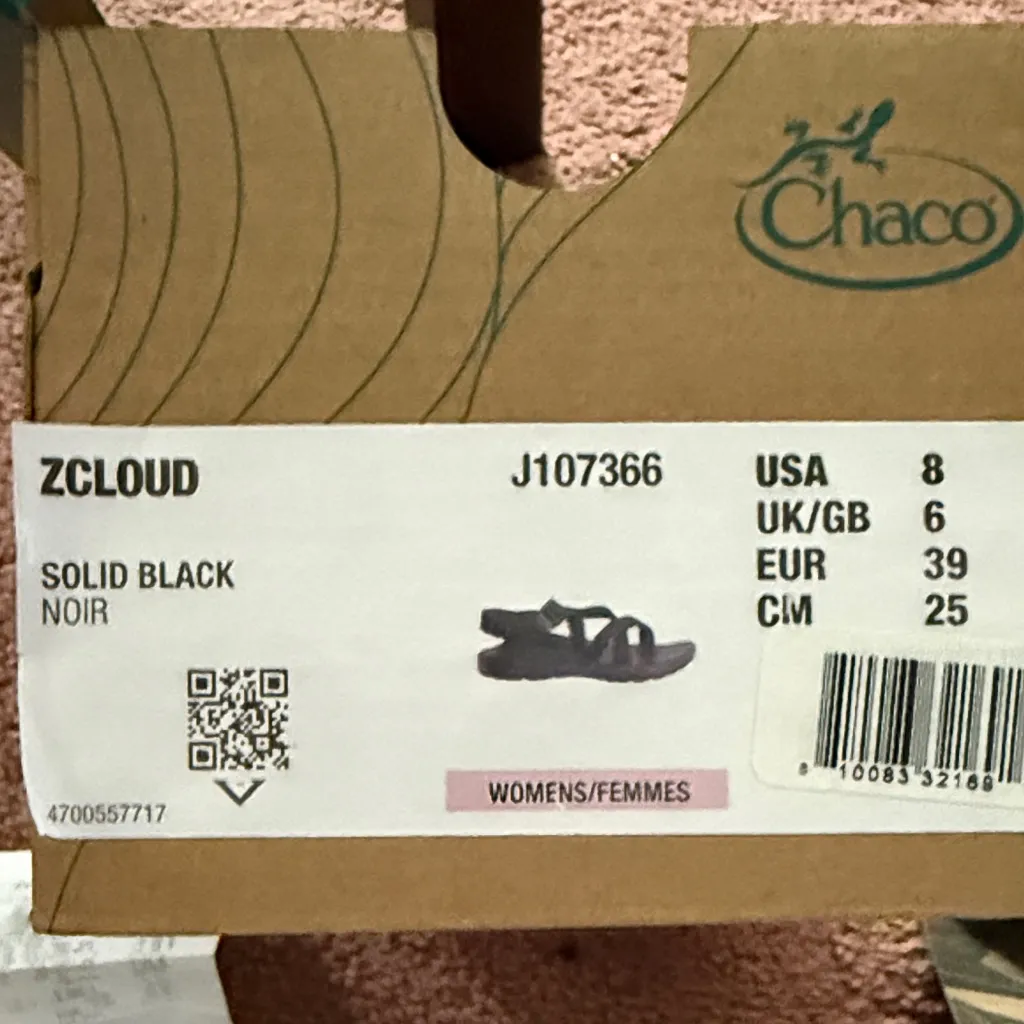 Chaco
ZCLOUD
J107366
USA 8
UK/GB 6
EUR 39
CM 25
SOLID BLACK
NOIR
WOMENS/FEMMES
4700557717
8 10083 32169